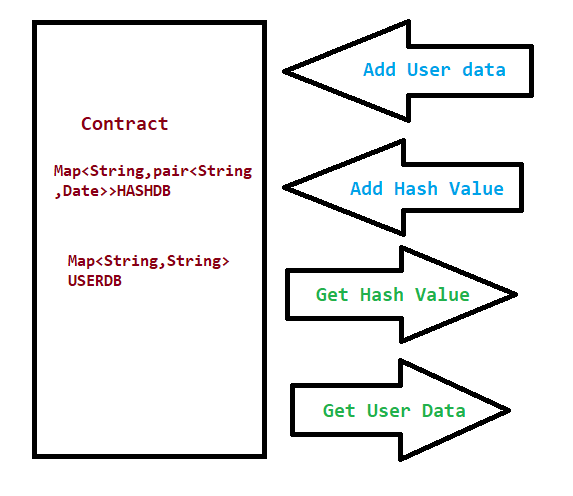 Contract
Map<String,pair<String
,Date>>HASHDB
Map<String,String>
USERDB
Add User data
Add Hash Value
Get Hash Value
Get User Data